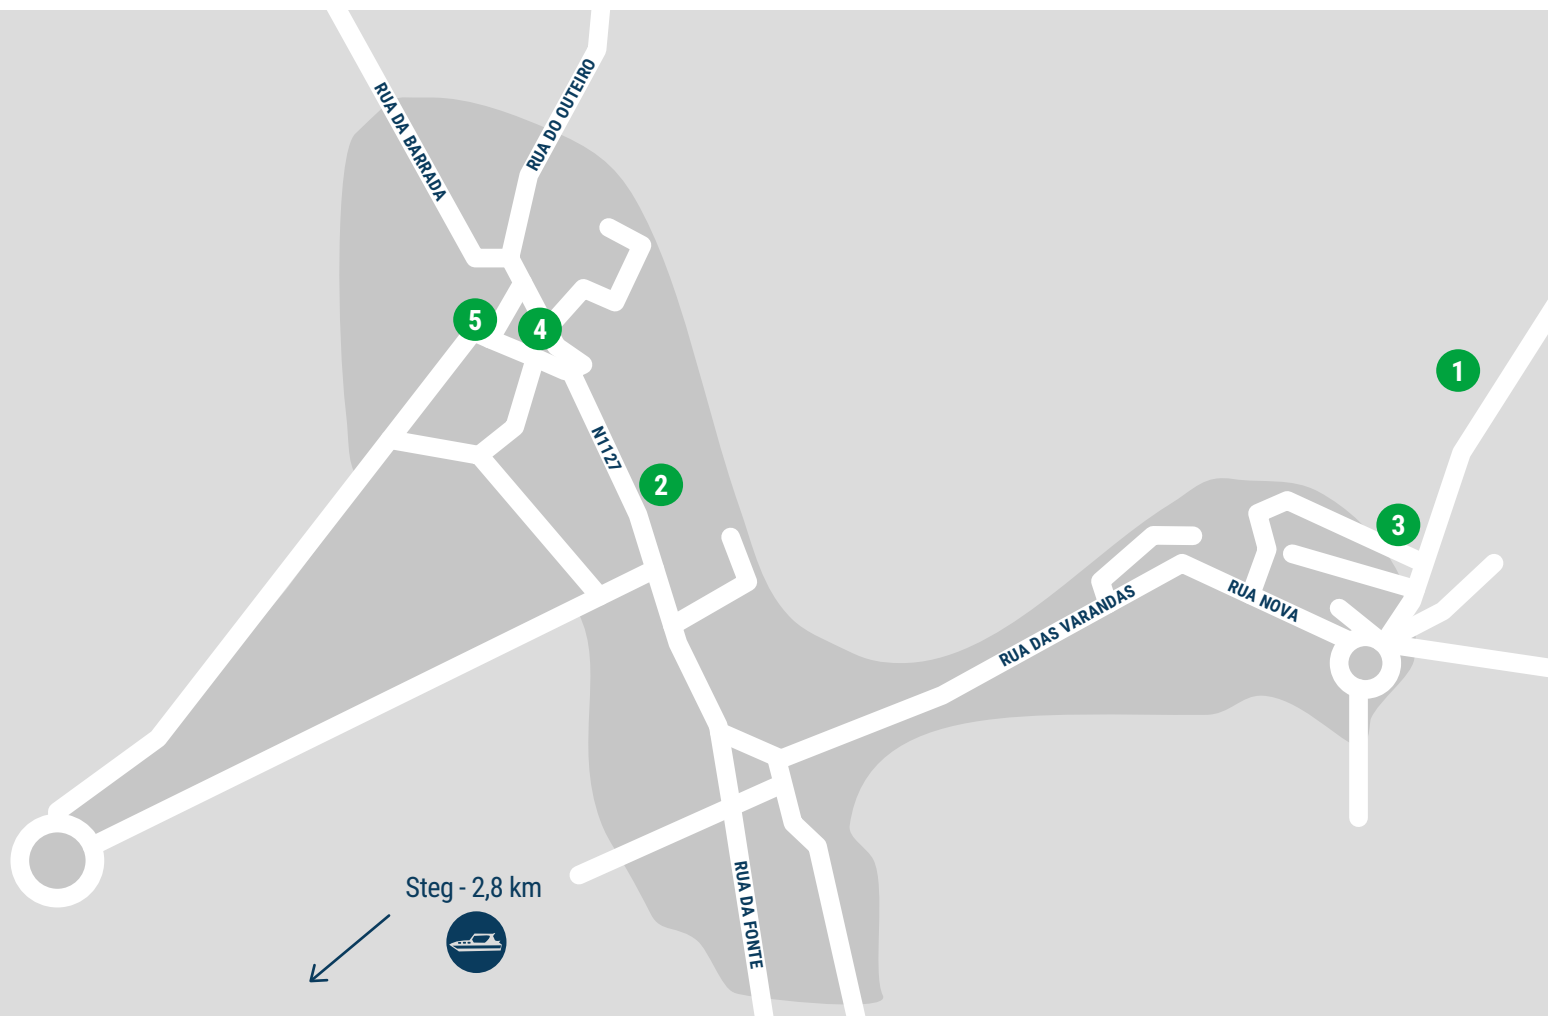 RUA DA BARRADA
RUA DO OUTEIRO
5
4
1
N1127
2
3
RUA DAS VARANDAS
RUA NOVA
RUA DA FONTE
Steg - 2,8 km